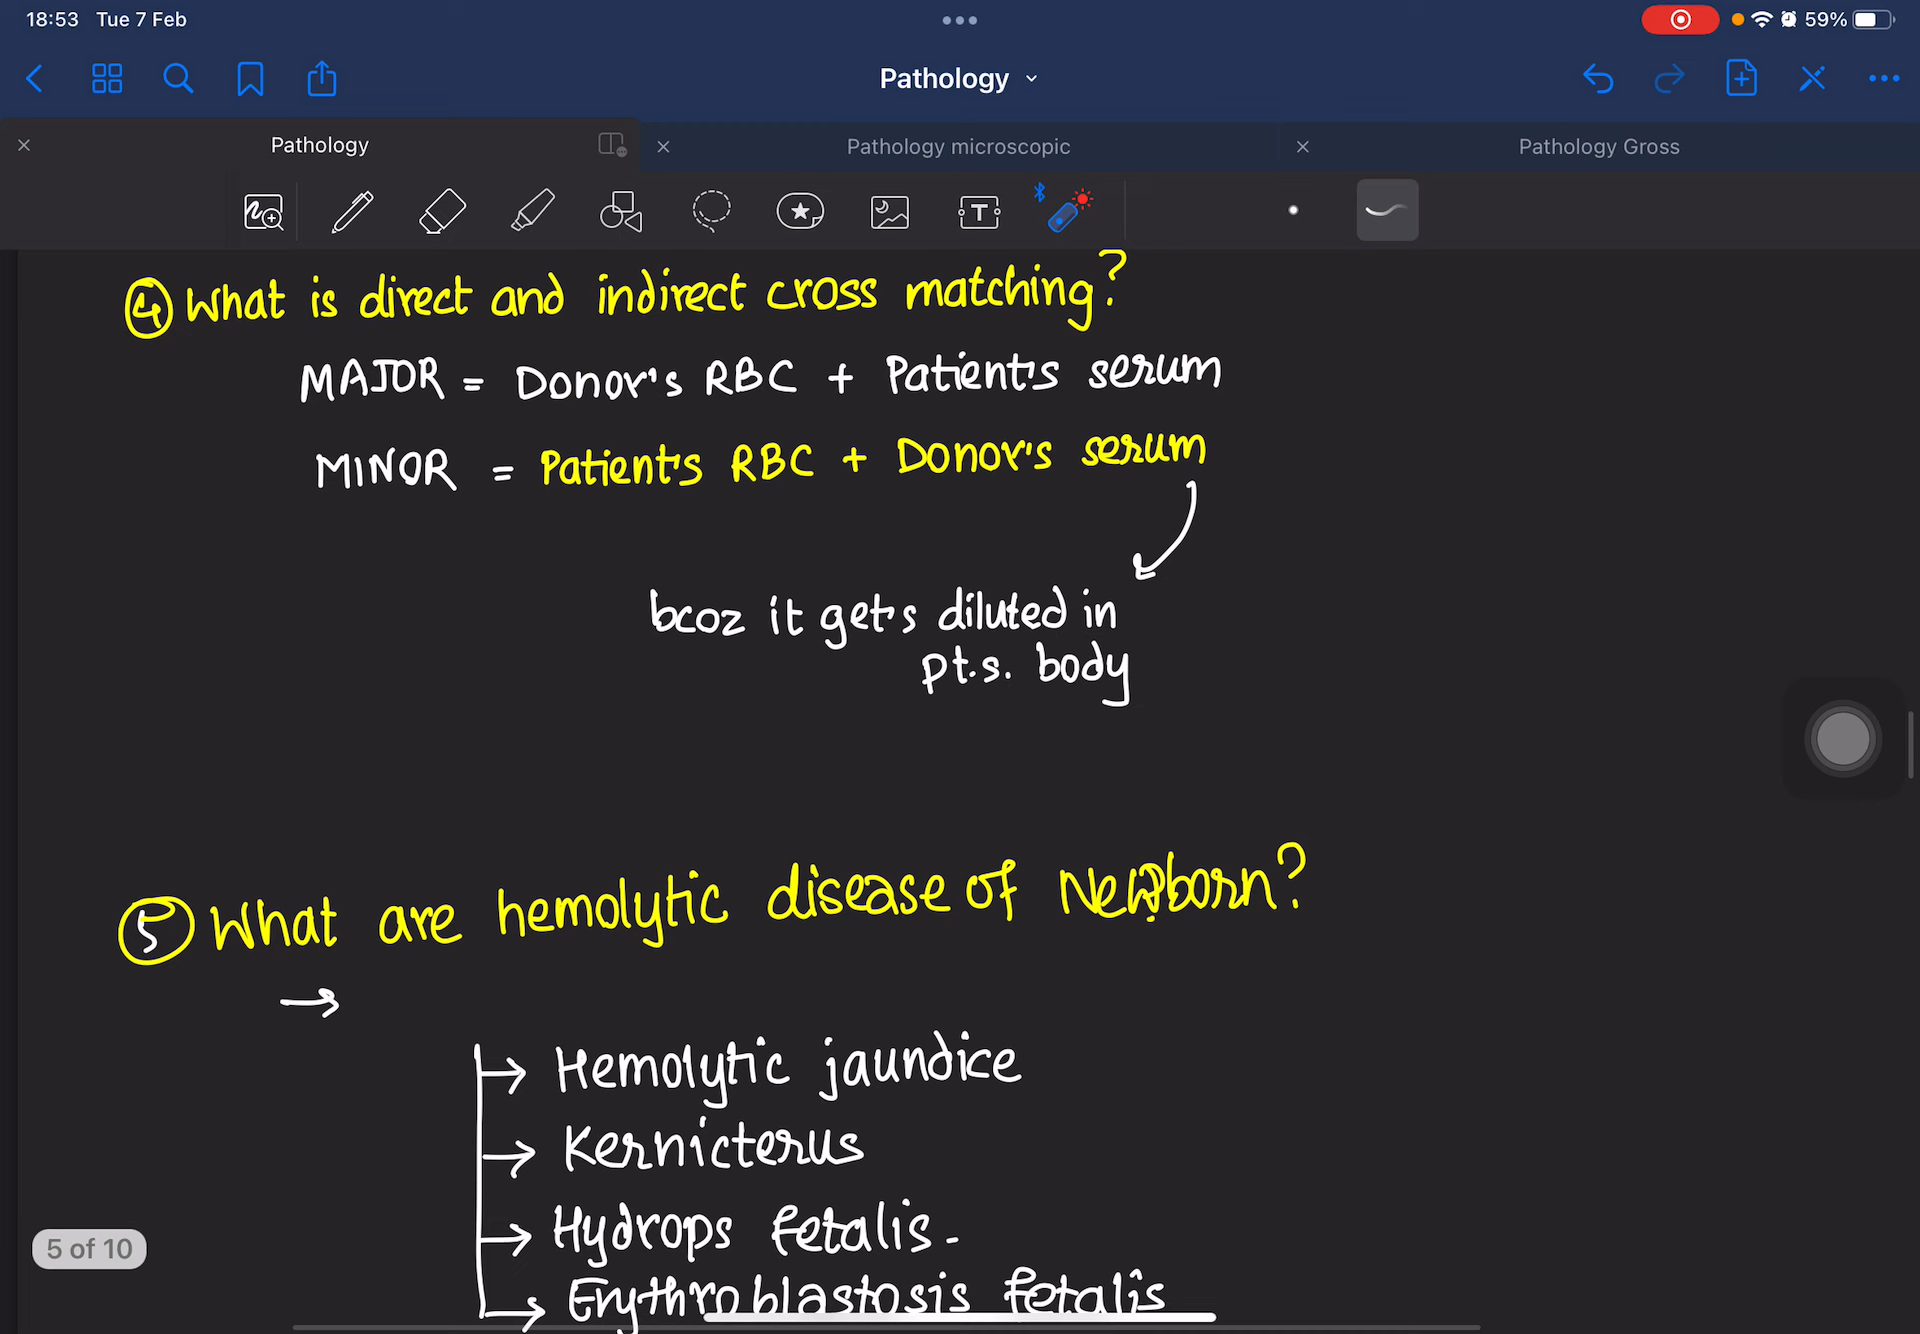 18:53 Tue 7 Feb
59%
Pathology
Pathology
Pathology microscopic
Pathology Gross
④ What is direct and indirect cross matching?
MAJOR = Donor's RBC + Patient's serum
MINOR = Patient's RBC + Donor's serum
bcoz it gets diluted in
pt.s. body
⑤ What are hemolytic disease of Newborn?
→
→ Hemolytic jaundice
→ Kernicterus
→ Hydrops fetalis -
→ Erythroblastosis fetalis
5 of 10